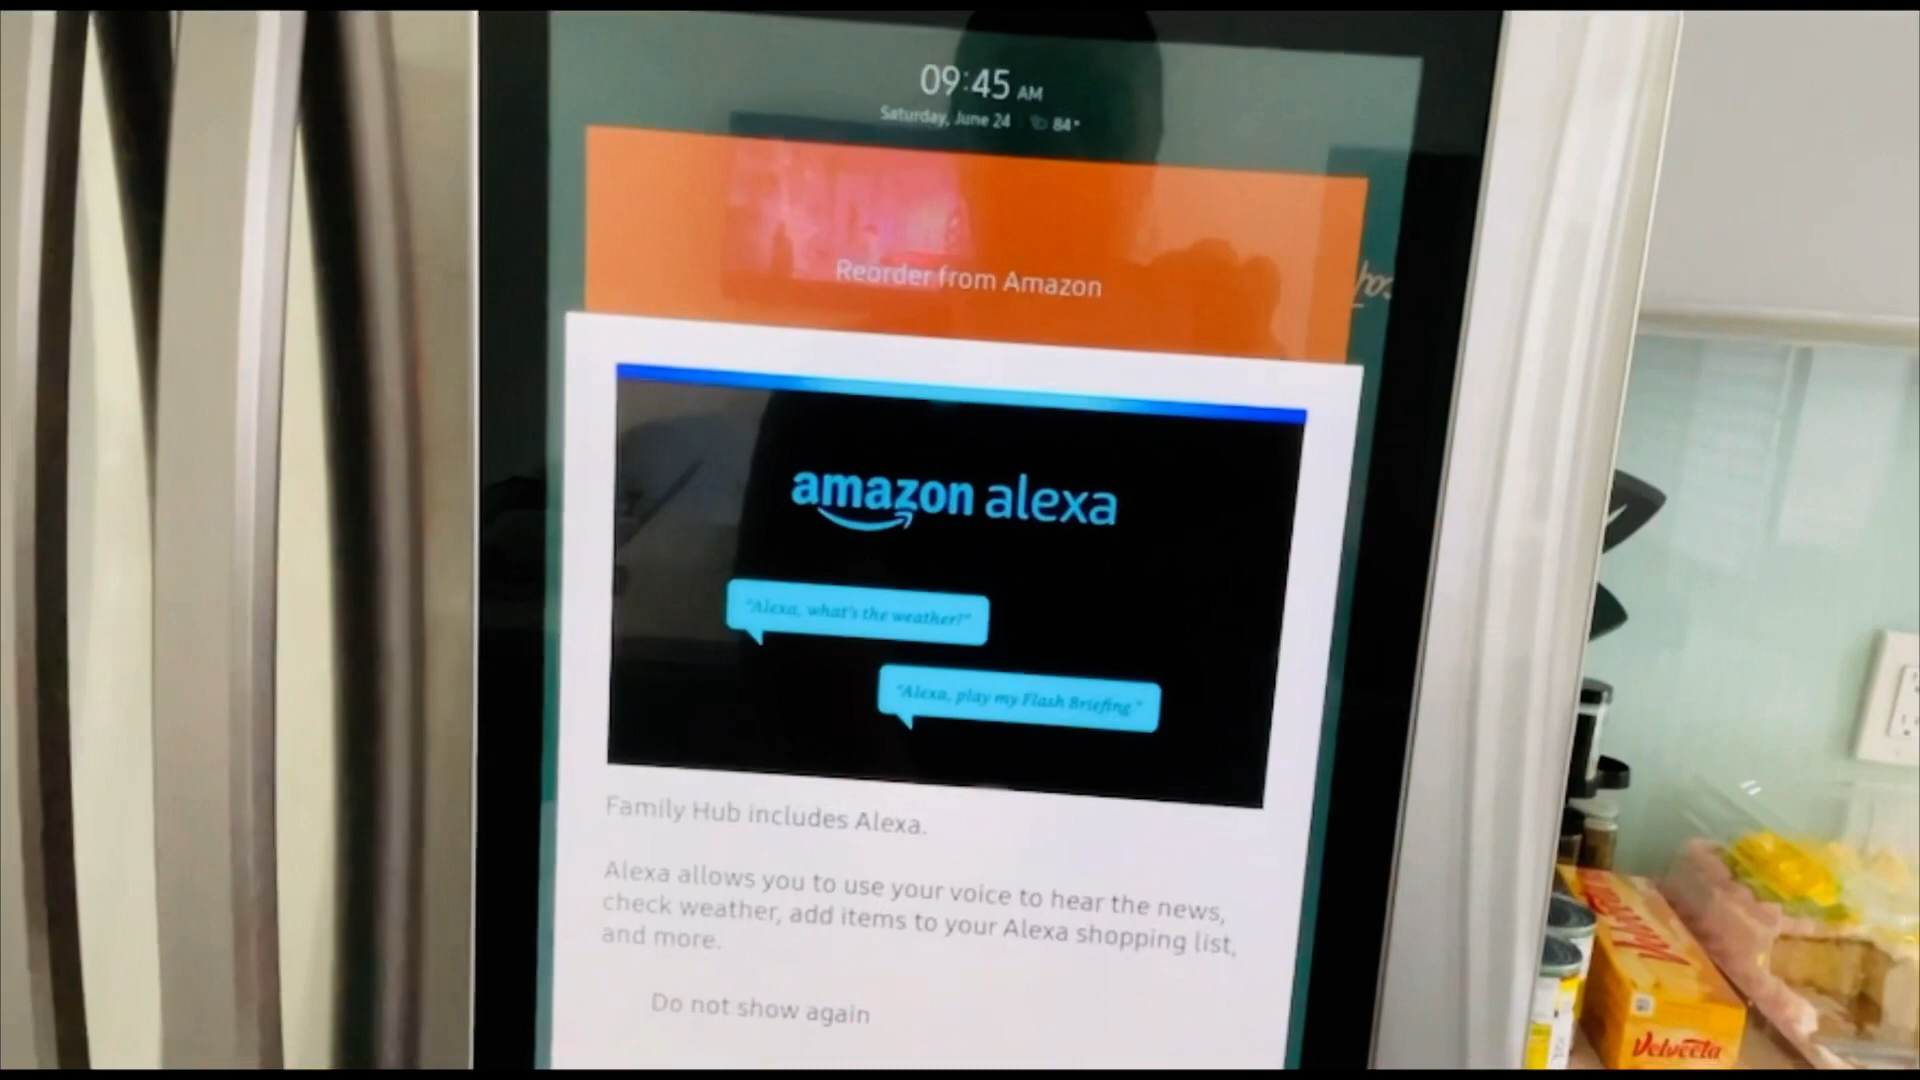 09:45 AM
Saturday, June 24 84°
Reorder from Amazon
amazon alexa
"Alexa, what's the weather?"
"Alexa, play my Flash Briefing."
Family Hub includes Alexa.
Alexa allows you to use your voice to hear the news,
check weather, add items to your Alexa shopping list,
and more.
Do not show again
Velveeta